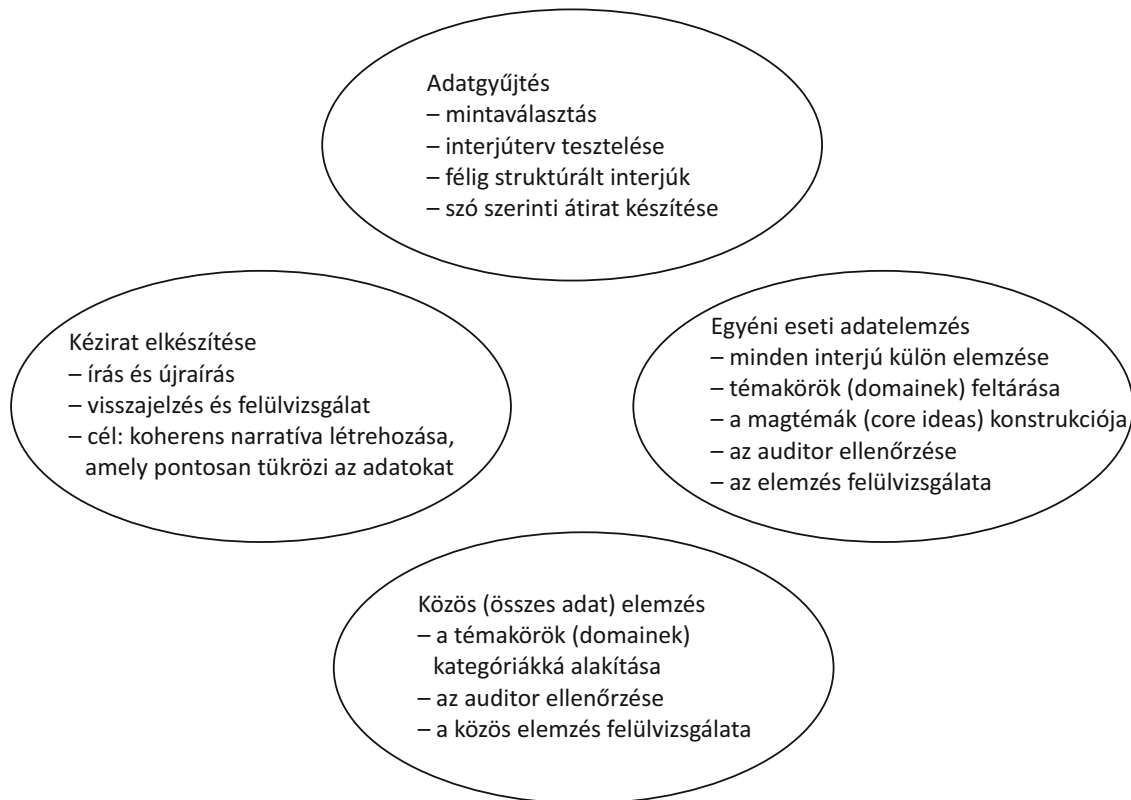 Adatgyűjtés
– mintaválasztás
– interjúterv tesztelése
– félig struktúrált interjúk
– szó szerinti átirat készítése
Kézirat elkészítése
– írás és újraírás
– visszajelzés és felülvizsgálat
– cél: koherens narratíva létrehozása,
amely pontosan tükrözi az adatokat
Egyéni eseti adatelemzés
– minden interjú külön elemzése
– témakörök (domainek) feltárása
– a magtémák (core ideas) konstrukciója
– az auditor ellenőrzése
– az elemzés felülvizsgálata
Közös (összes adat) elemzés
– a témakörök (domainek)
kategóriákká alakítása
– az auditor ellenőrzése
– a közös elemzés felülvizsgálata